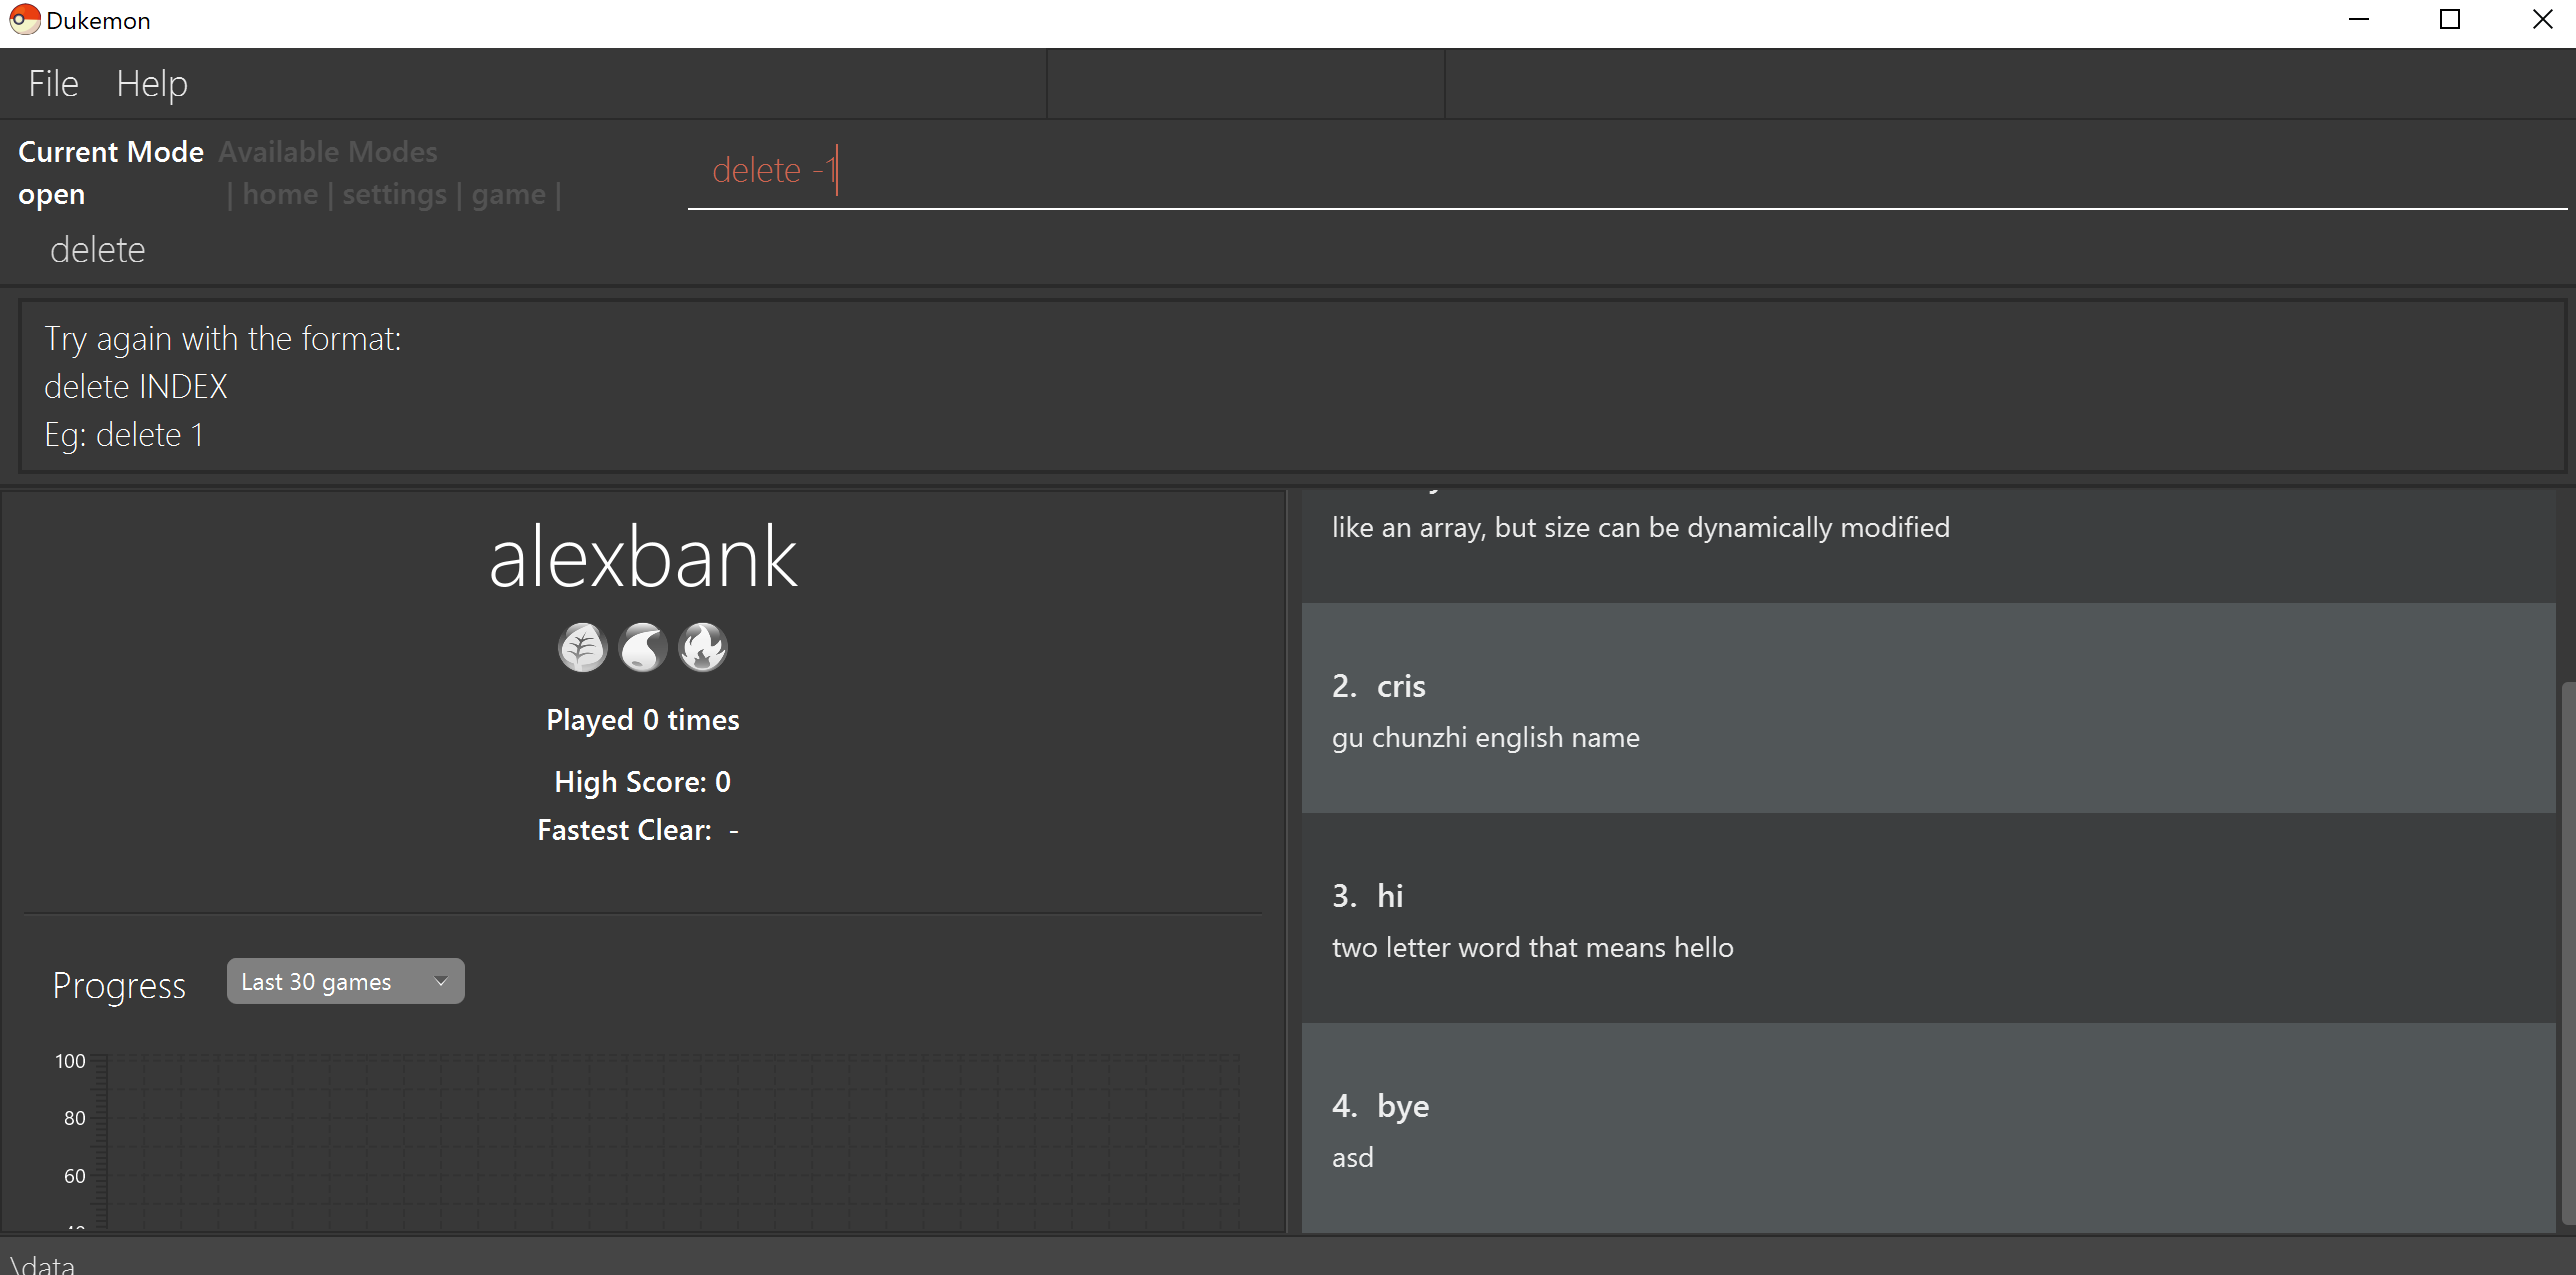 Dukemon
File Help
Current Mode Available Modes
open | home | settings | game |
delete -1
delete
Try again with the format:
delete INDEX
Eg: delete 1
alexbank
Played 0 times
High Score: 0
Fastest Clear: -
Progress Last 30 games
100
80
60
like an array, but size can be dynamically modified
2. cris
gu chunzhi english name
3. hi
two letter word that means hello
4. bye
asd
\data